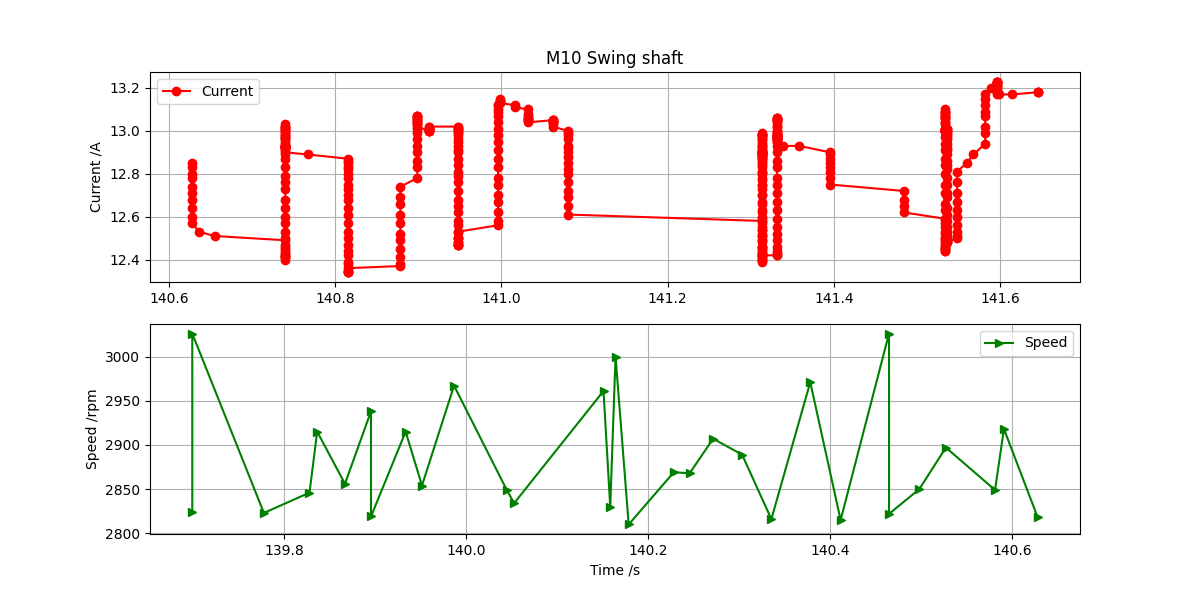 M10 Swing shaft
Current /A
13.2
13.0
12.8
12.6
12.4
Current
140.6 140.8 141.0 141.2 141.4 141.6
Speed /rpm
3000
2950
2900
2850
2800
Speed
139.8 140.0 140.2 140.4 140.6
Time /s